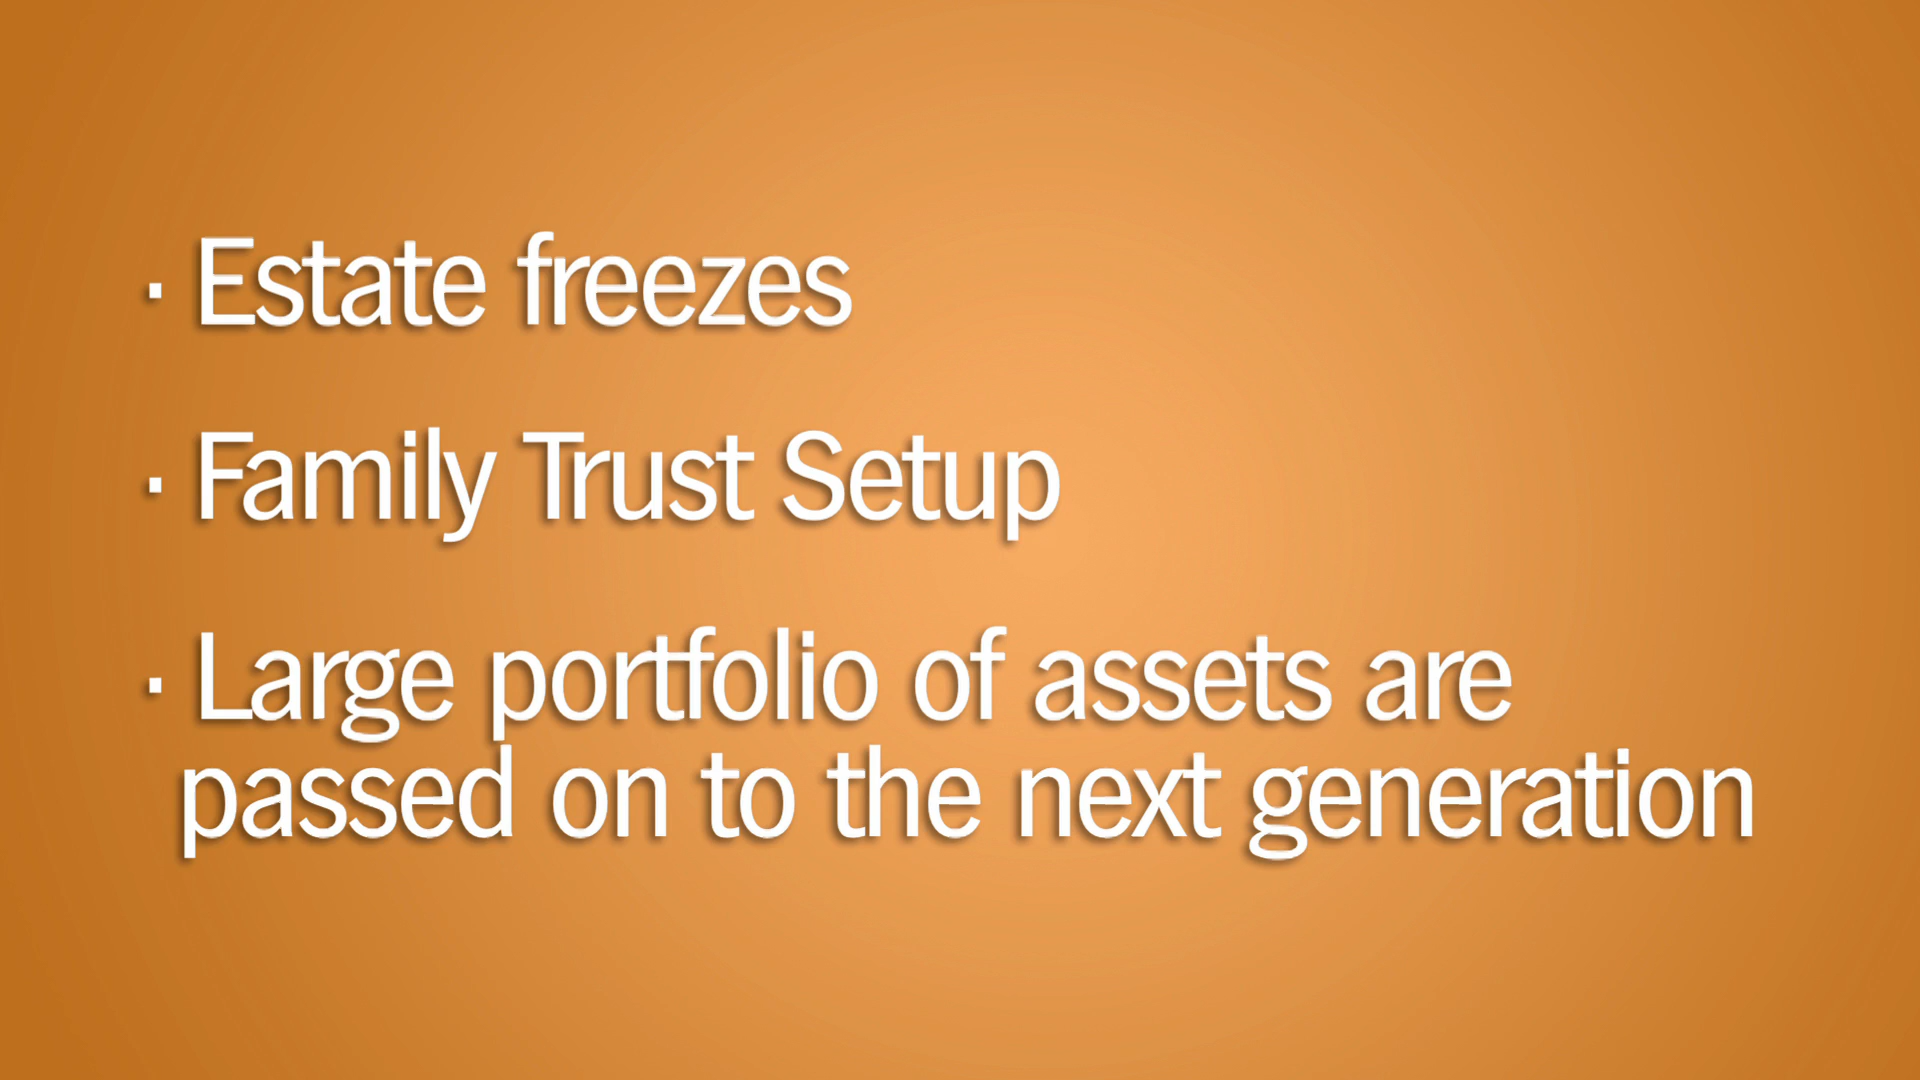 · Estate freezes
· Family Trust Setup
· Large portfolio of assets are
passed on to the next generation